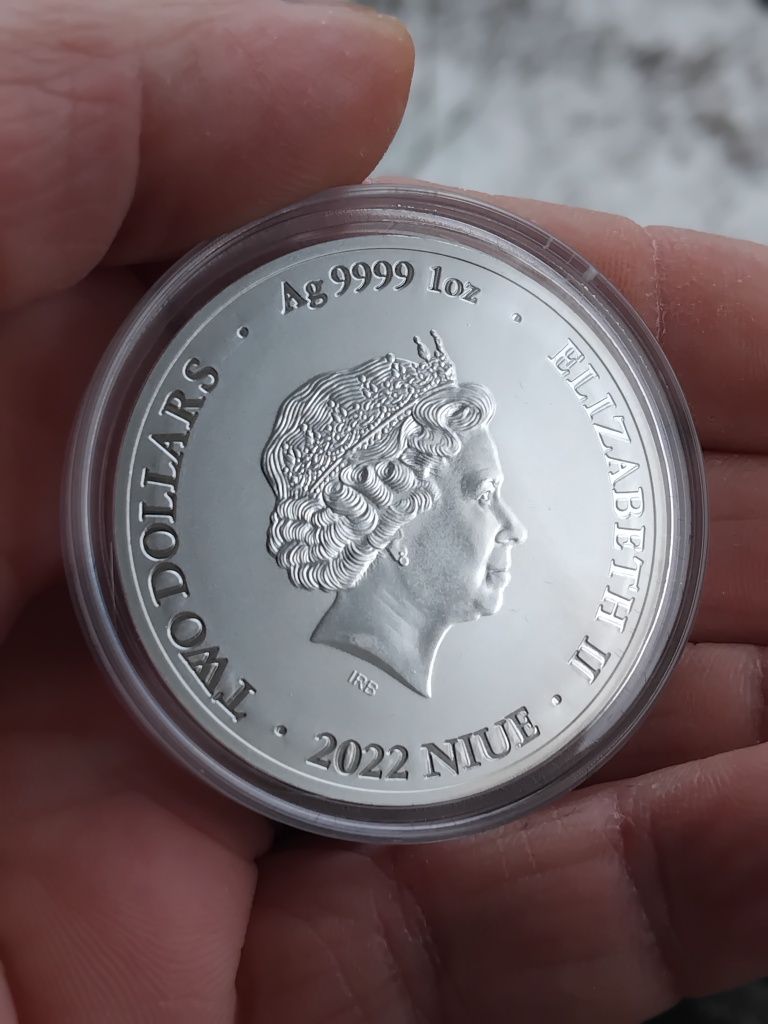 Ag 9999 1oz
ELIZABETH II
2022 NIUE
TWO DOLLARS
IRB